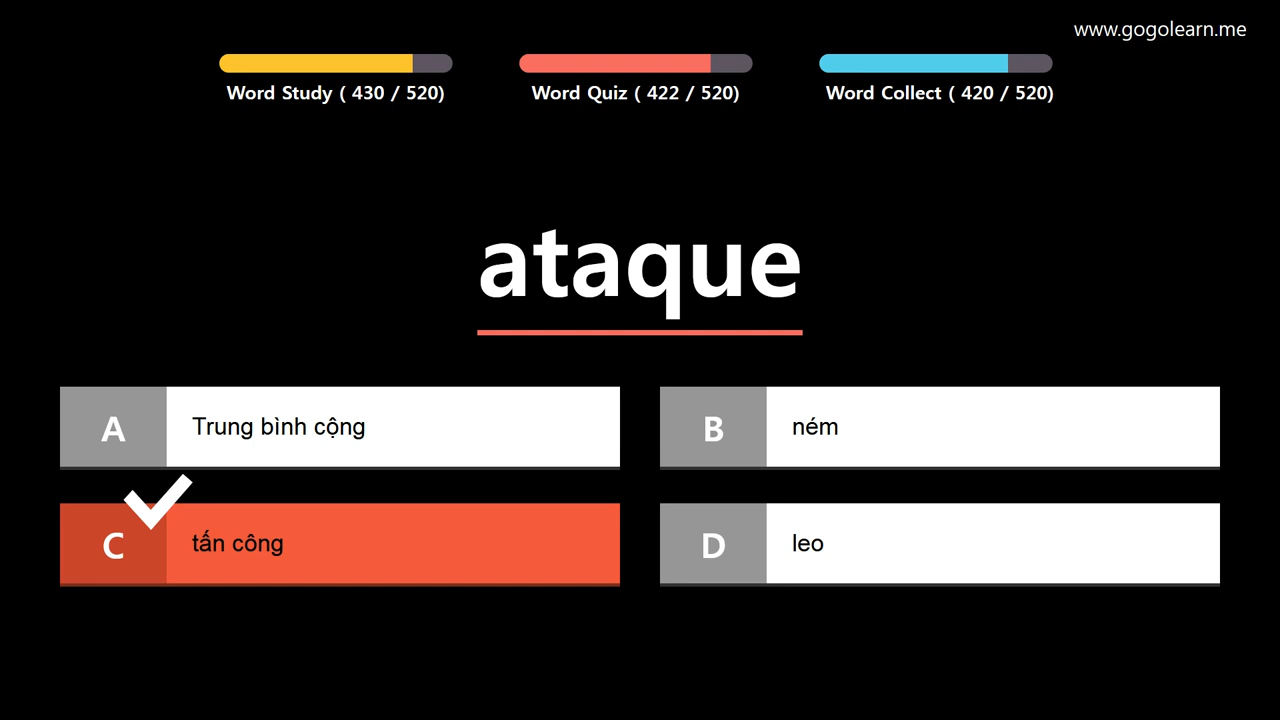 www.gogolearn.me
Word Study ( 430 / 520)
Word Quiz ( 422 / 520)
Word Collect ( 420 / 520)
ataque
A
Trung bình cộng
B
ném
C
tấn công
D
leo